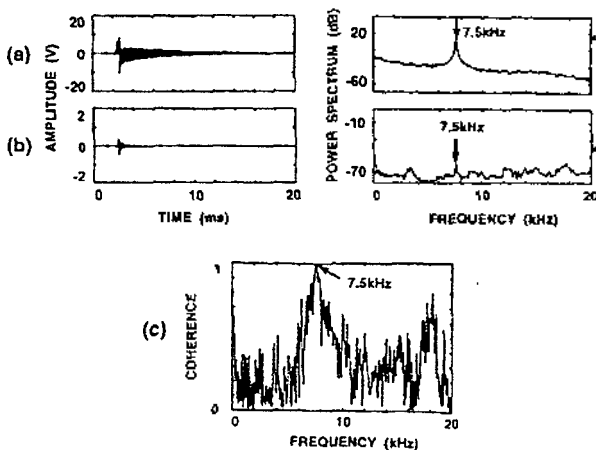 (a)
AMPLITUDE (V)
20
0
-20
(b)
2
0
-2
0 10 20
TIME (ms)
POWER SPECTRUM (dB)
20
-60
7.5kHz
-10
-70
7.5kHz
0 10 20
FREQUENCY (kHz)
(c)
COHERENCE
1
0
7.5kHz
0 10 20
FREQUENCY (kHz)